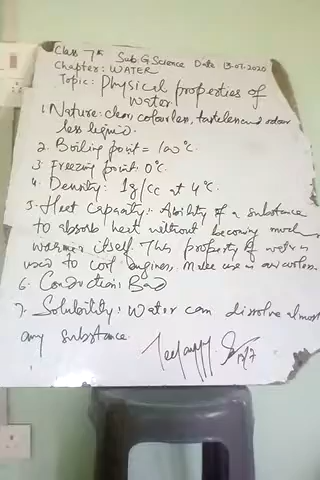 Class 7th Sub. G Science Date 13.07.2020
Chapter: WATER
Topic: Physical properties of
water.
1. Nature: clear, colourless, tasteless and odour
less liquid.
2. Boiling point = 100°C.
3. Freezing point: 0°C.
4. Density: 1g/cc at 4°C.
5. Heat Capacity: Ability of a substance
to absorb heat without becoming much
warmer itself. This property of water is
used to cool engines,
6. Conduction: Bad
7. Solubility: Water can dissolve almost
any substance.